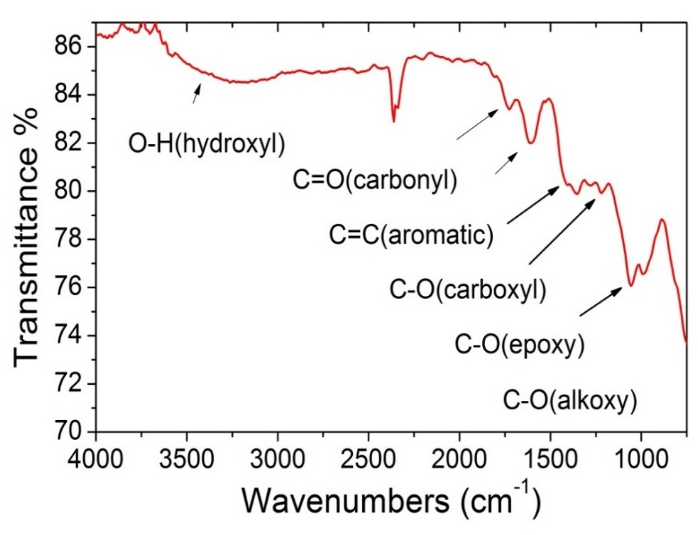 86
84
82
80
78
76
74
72
70
Transmittance %
O-H(hydroxyl)
C=O(carbonyl)
C=C(aromatic)
C-O(carboxyl)
C-O(epoxy)
C-O(alkoxy)
4000 3500 3000 2500 2000 1500 1000
Wavenumbers (cm⁻¹)